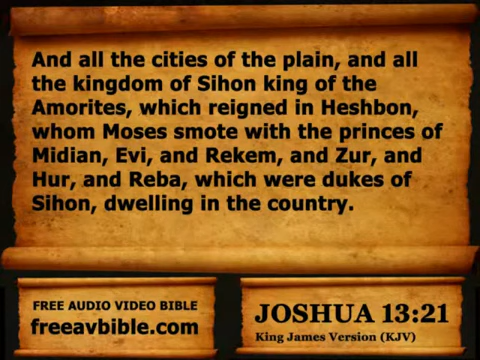 And all the cities of the plain, and all
the kingdom of Sihon king of the
Amorites, which reigned in Heshbon,
whom Moses smote with the princes of
Midian, Evi, and Rekem, and Zur, and
Hur, and Reba, which were dukes of
Sihon, dwelling in the country.
FREE AUDIO VIDEO BIBLE
freeavbible.com
JOSHUA 13:21
King James Version (KJV)